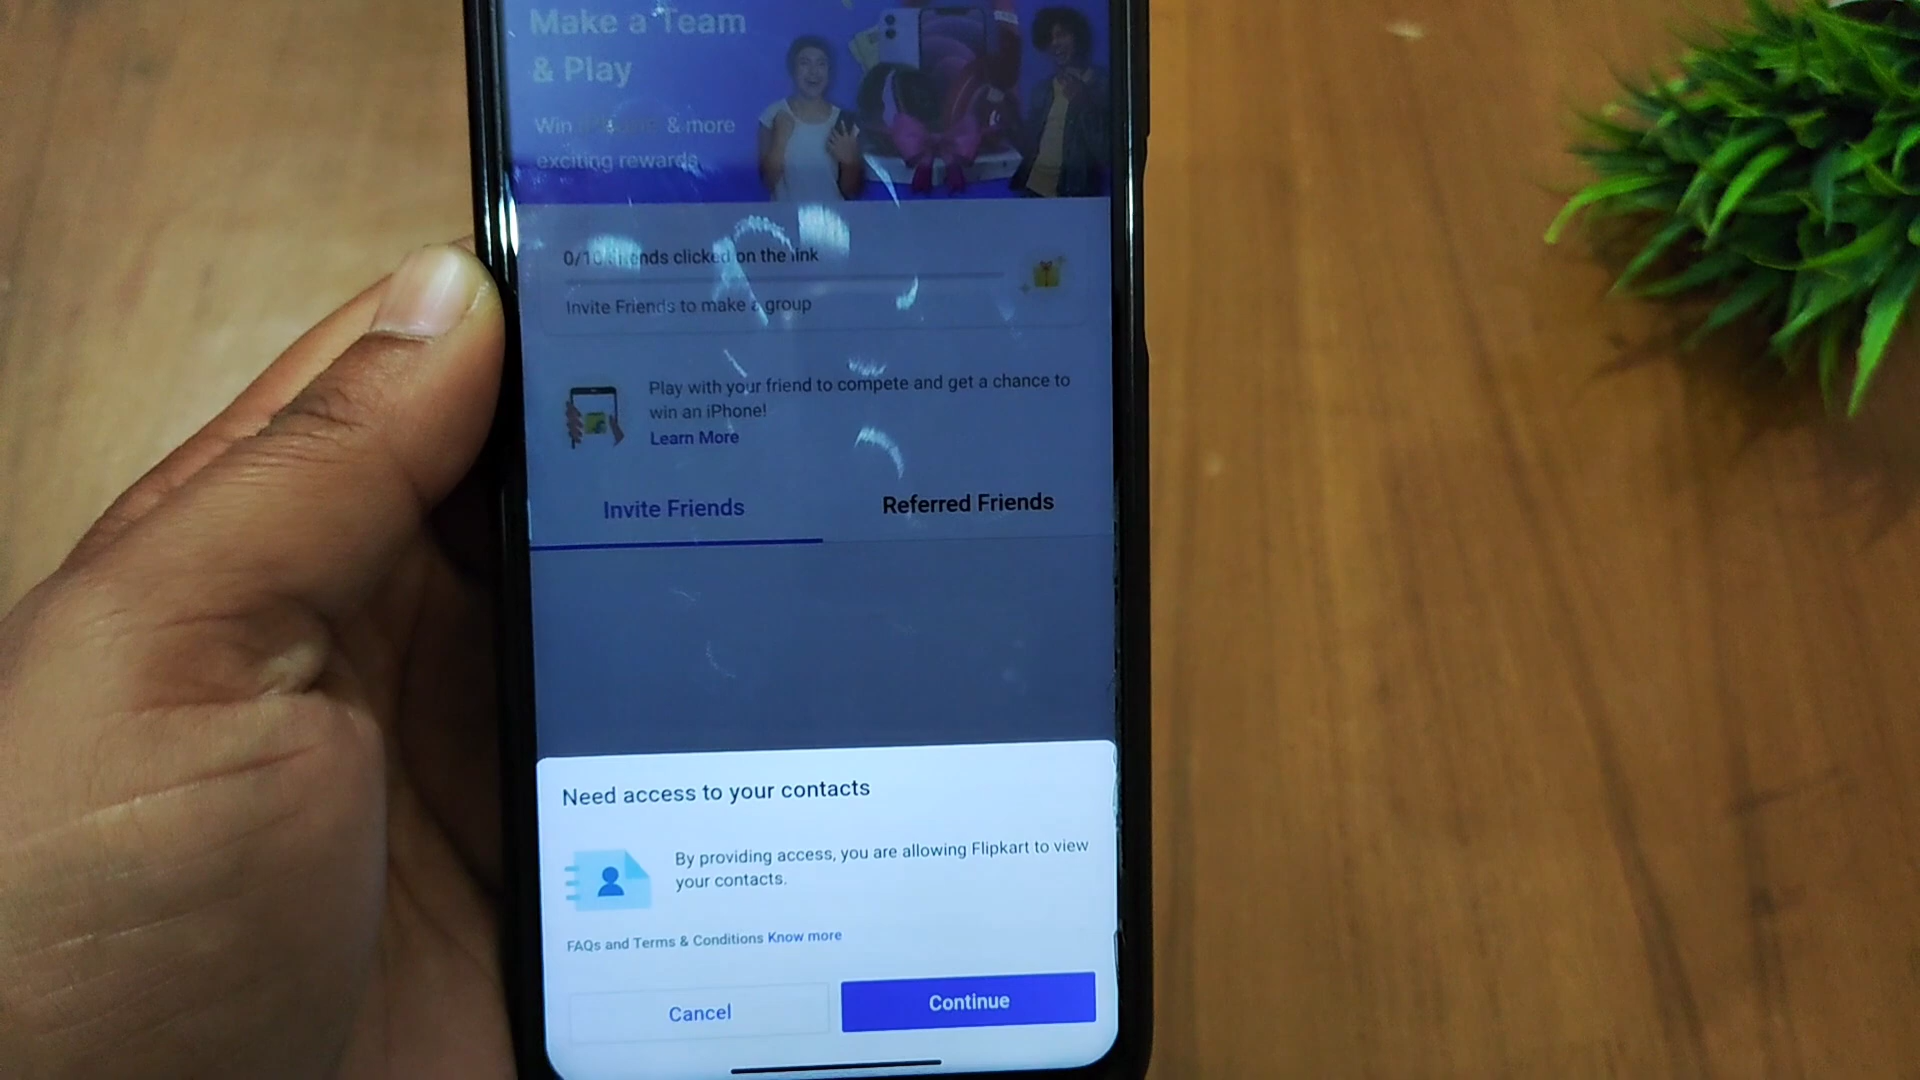 Make a Team
& Play
Win & more
exciting rewards
0/10 friends clicked on the link
Invite Friends to make a group
Play with your friend to compete and get a chance to
win an iPhone!
Learn More
Invite Friends
Referred Friends
Need access to your contacts
By providing access, you are allowing Flipkart to view
your contacts.
FAQs and Terms & Conditions Know more
Cancel
Continue